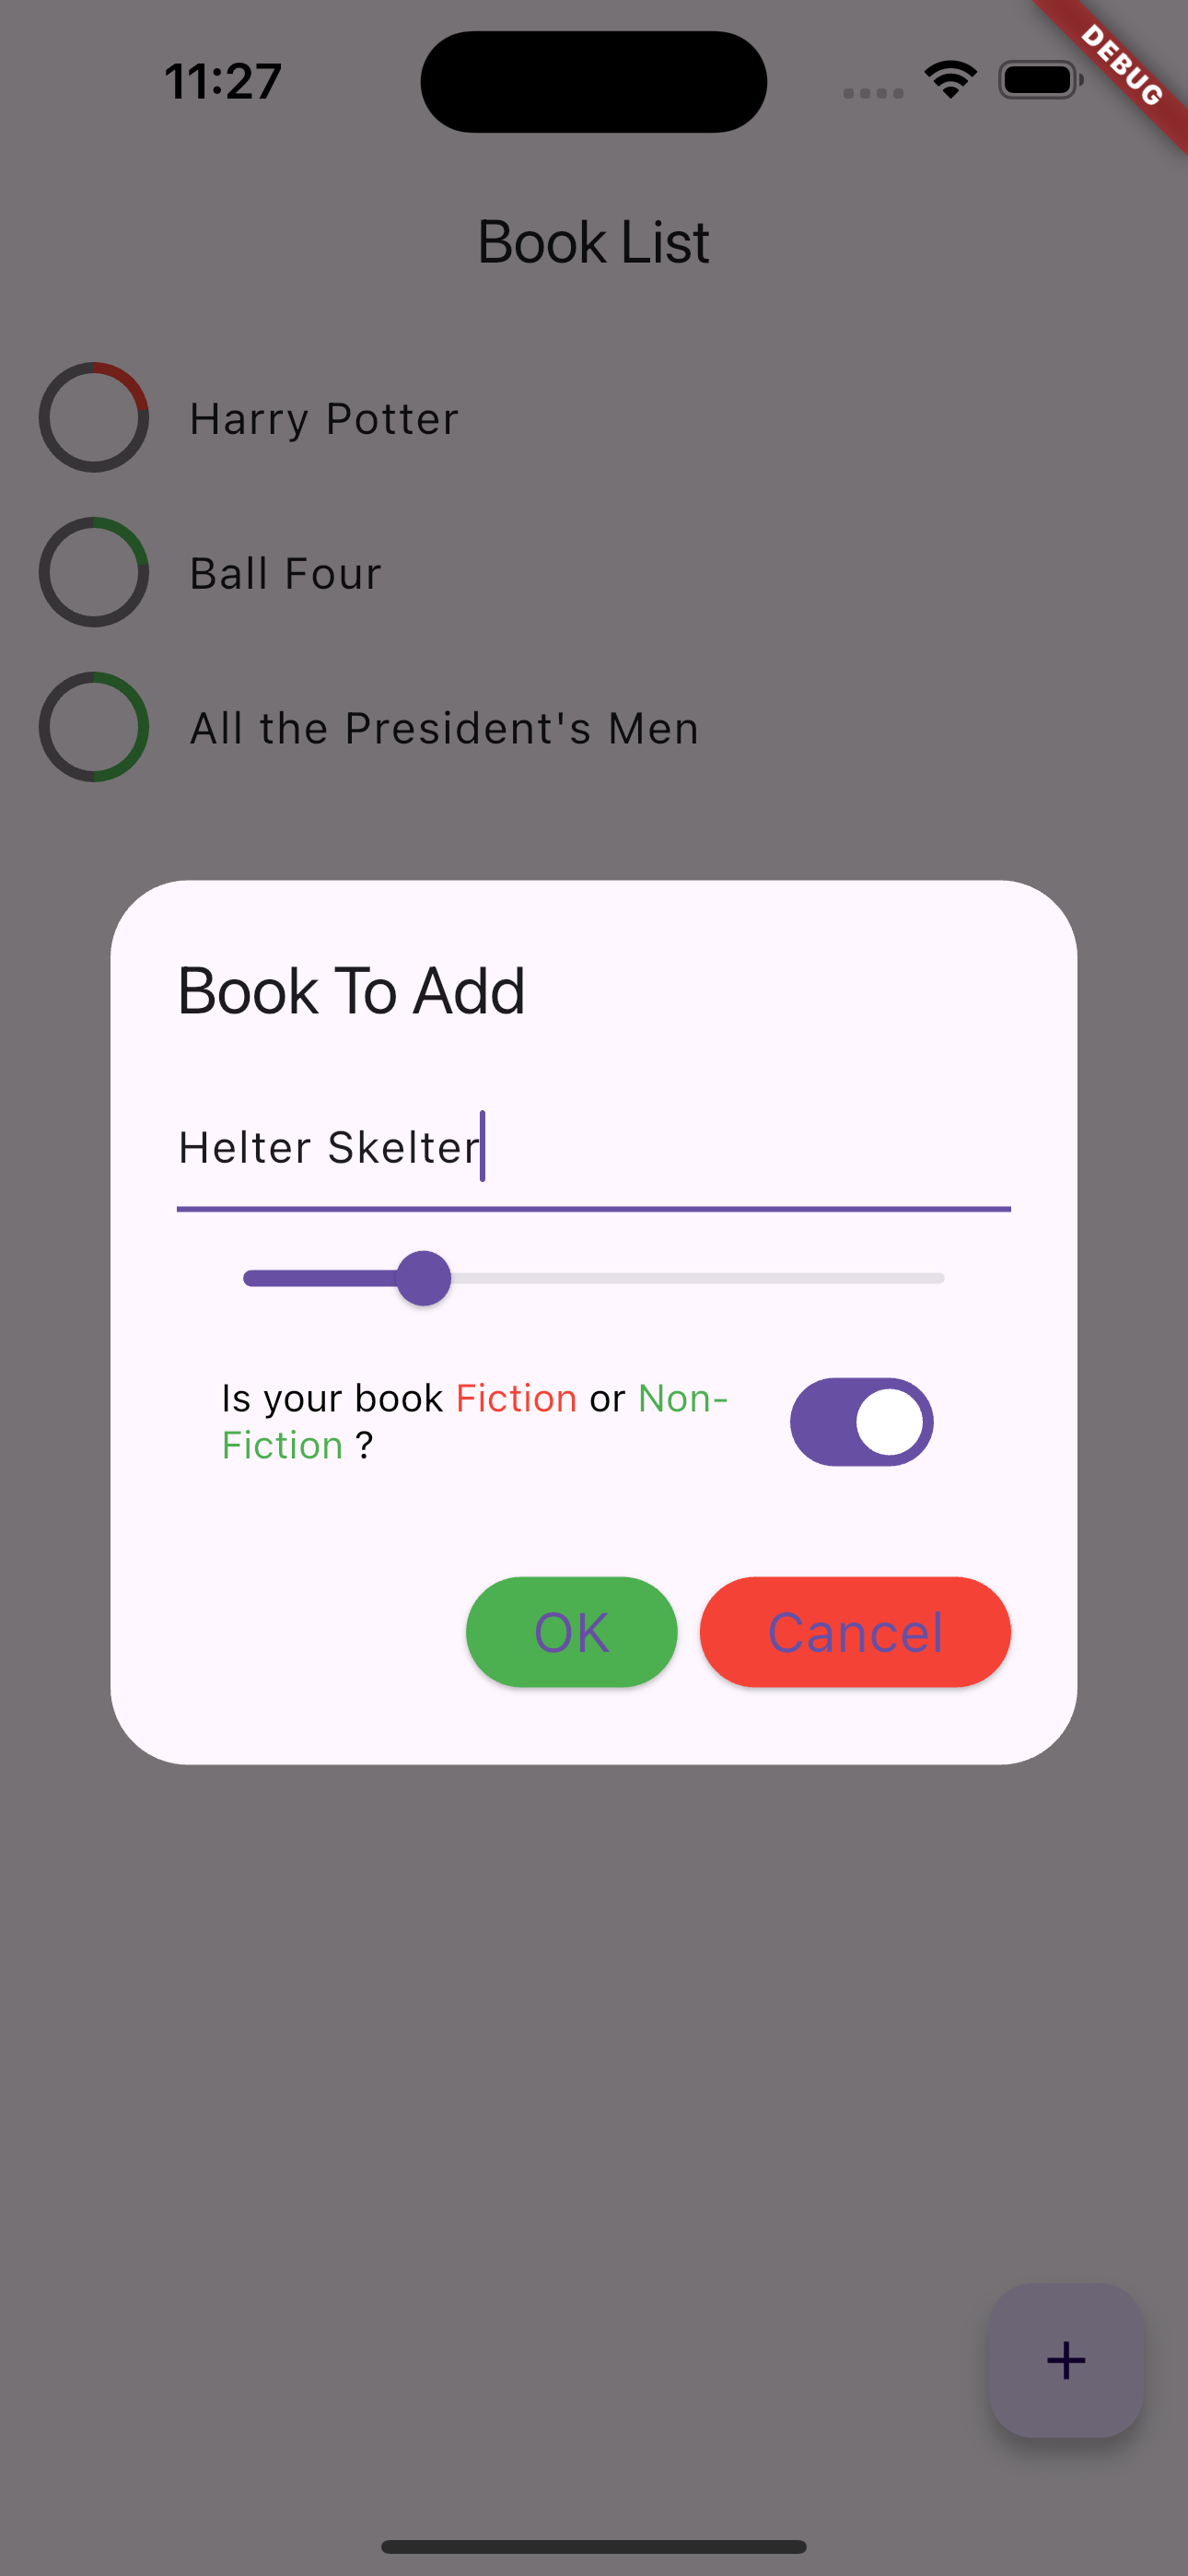 11:27
DEBUG
Book List
Harry Potter
Ball Four
All the President's Men
Book To Add
Helter Skelter
Is your book Fiction or Non-
Fiction ?
OK
Cancel
+